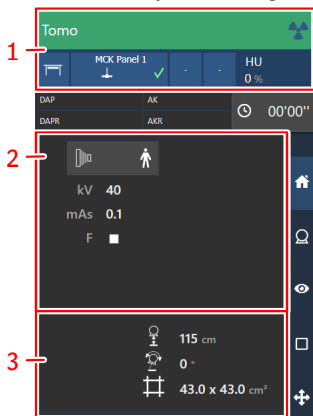 Tomo
1
MCK Panel 1
- -
HU
0 %
DAP AK
DAPR AKR
00'00''
2
kV 40
mAs 0.1
F
3
115 cm
0 °
43.0 x 43.0 cm²